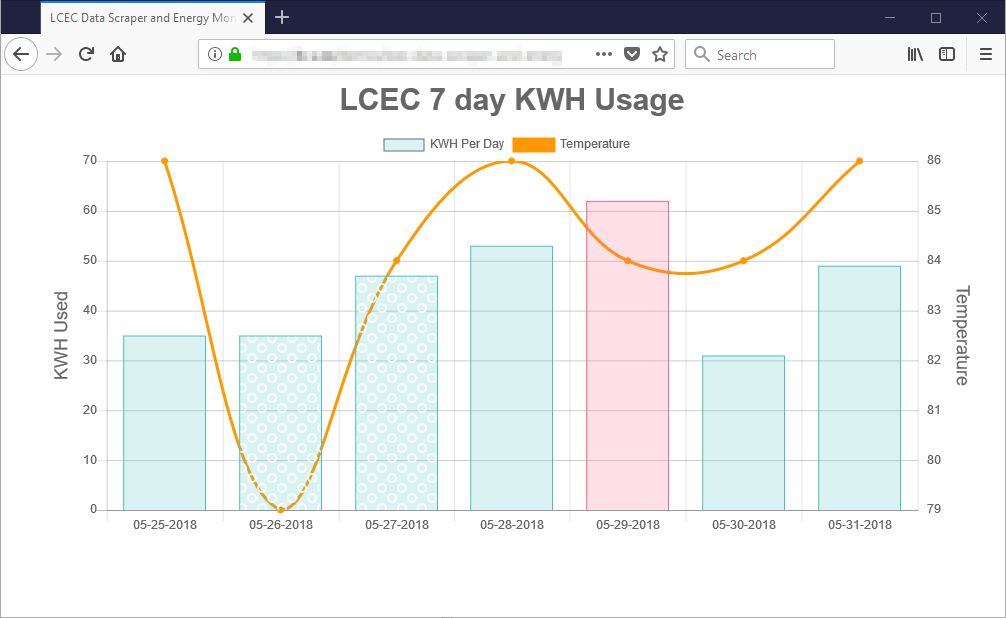 LCEC Data Scraper and Energy Mon
Search
LCEC 7 day KWH Usage
KWH Per Day Temperature
70 86
60 85
50 84
40 83
30 82
20 81
10 80
0 79
KWH Used
Temperature
05-25-2018 05-26-2018 05-27-2018 05-28-2018 05-29-2018 05-30-2018 05-31-2018